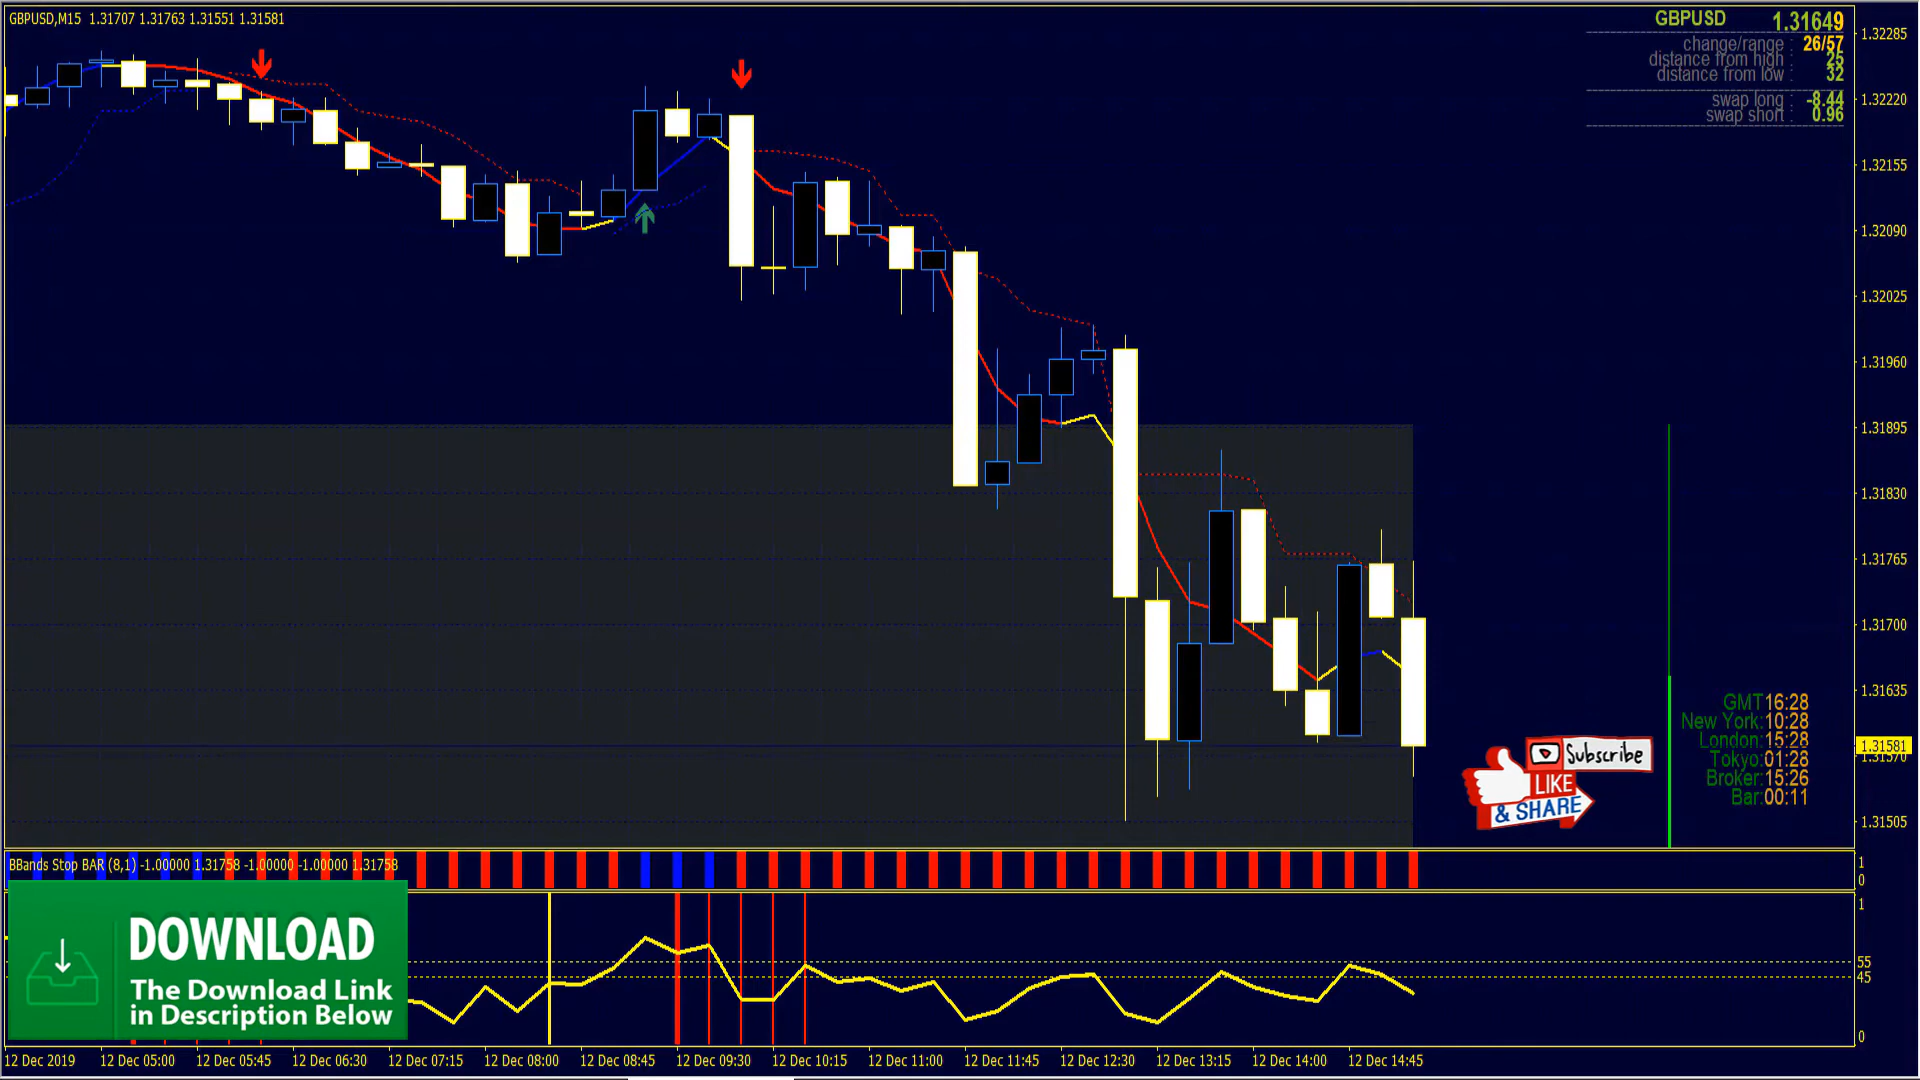 GBPUSD,M15 1.31707 1.31763 1.31551 1.31581
GBPUSD 1.31649
change/range : 26/57
distance from high : 25
distance from low : 32
swap long : -8.44
swap short : 0.96
1.32285
1.32220
1.32155
1.32090
1.32025
1.31960
1.31895
1.31830
1.31765
1.31700
1.31635
1.31581
1.31570
1.31505
GMT 16:28
New York: 10:28
London: 15:28
Tokyo: 01:28
Broker: 15:26
Bar: 00:11
Subscribe
LIKE
& SHARE
BBands Stop BAR (8,1) -1.00000 1.31758 -1.00000 -1.00000 1.31758
1
0
1
55
45
0
DOWNLOAD
The Download Link
in Description Below
12 Dec 2019 12 Dec 05:00 12 Dec 05:45 12 Dec 06:30 12 Dec 07:15 12 Dec 08:00 12 Dec 08:45 12 Dec 09:30 12 Dec 10:15 12 Dec 11:00 12 Dec 11:45 12 Dec 12:30 12 Dec 13:15 12 Dec 14:00 12 Dec 14:45